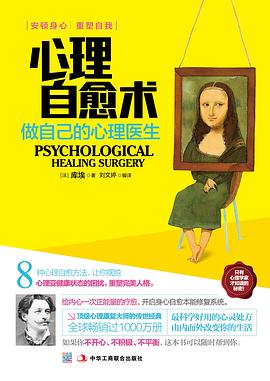 安顿身心｜重塑自我
心理
自愈术
做自己的心理医生
PSYCHOLOGICAL
HEALING SURGERY
[法] 库埃 著 刘文婷 编译
只有
心理学家
才知道的
秘密!
8种心理自愈方法，让你摆脱
心理亚健康状态的困扰，重塑完美人格。
给内心一次正能量的疗愈，开启身心自愈本能修复系统。
顶级心理康复大师的传世经典
全球畅销过1000万册
最科学好用的心灵处方
由内而外改变你的生活
如果你不开心、不积极、不平衡，这本书可以随时帮到你。
中华工商联合出版社